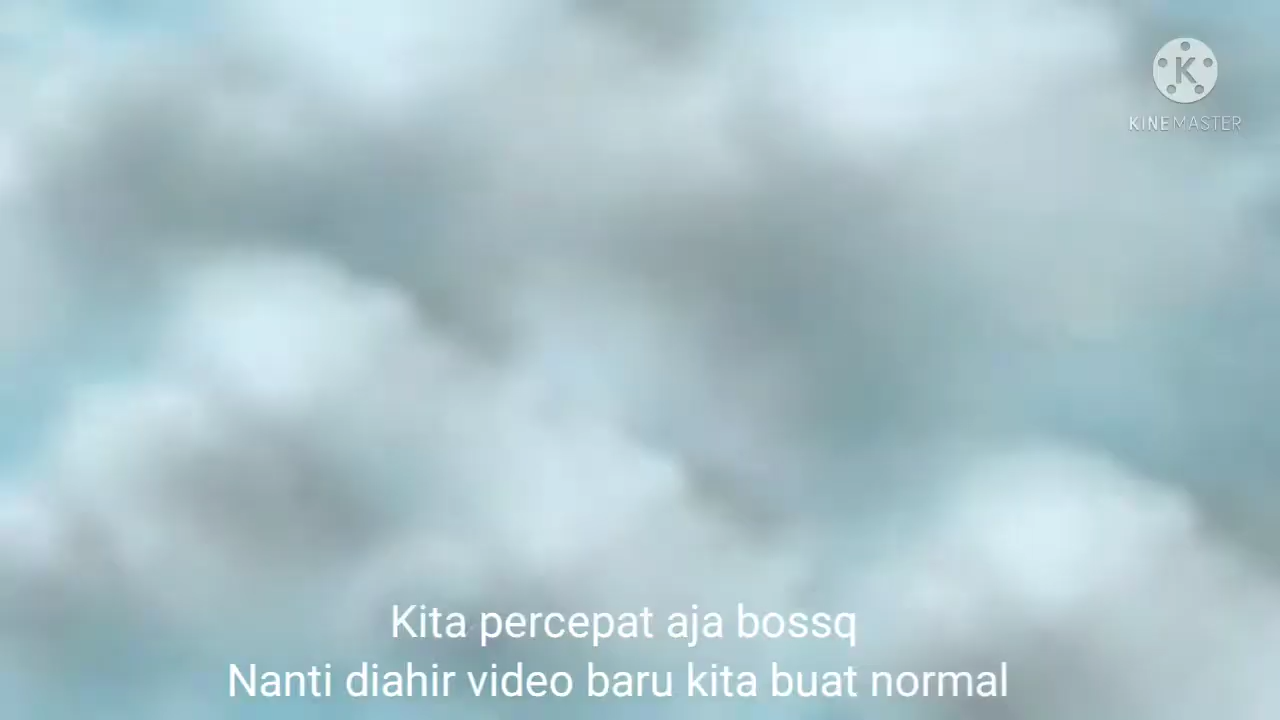 K
KINEMASTER
Kita percepat aja bossq
Nanti diahir video baru kita buat normal